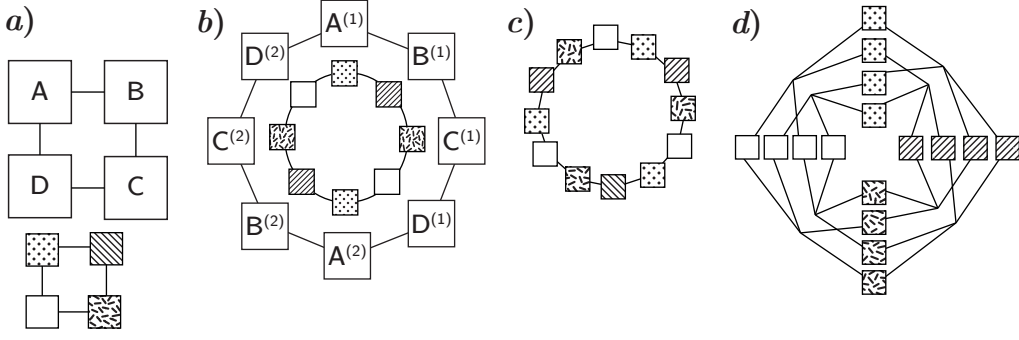 a)
A B
D C
b)
A(1)
D(2) B(1)
C(2) C(1)
B(2) D(1)
A(2)
c)
d)